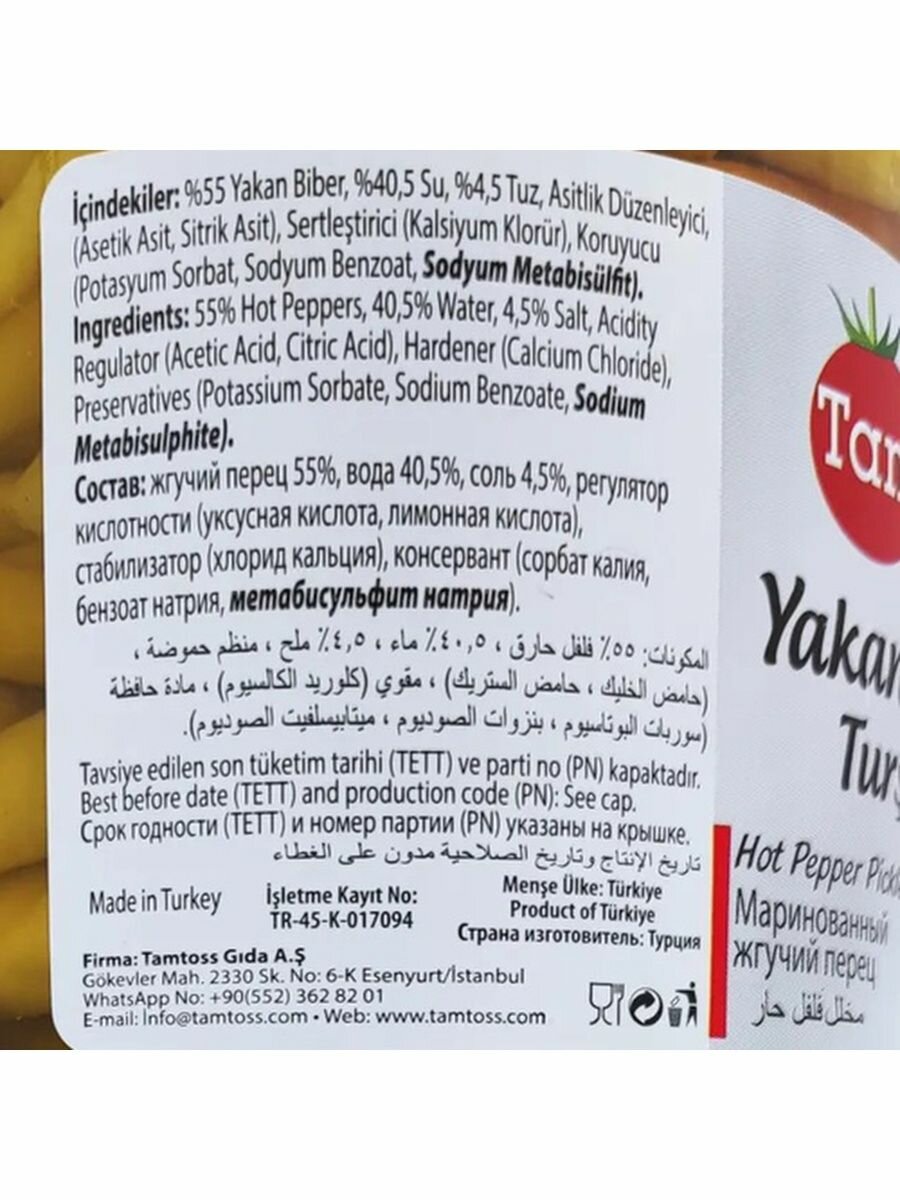 İçindekiler: %55 Yakan Biber, %40,5 Su, %4,5 Tuz, Asitlik Düzenleyici,
(Asetik Asit, Sitrik Asit), Sertleştirici (Kalsiyum Klorür), Koruyucu
(Potasyum Sorbat, Sodyum Benzoat, Sodyum Metabisülfit).
Ingredients: 55% Hot Peppers, 40,5% Water, 4,5% Salt, Acidity
Regulator (Acetic Acid, Citric Acid), Hardener (Calcium Chloride),
Preservatives (Potassium Sorbate, Sodium Benzoate, Sodium
Metabisulphite).
Состав: жгучий перец 55%, вода 40,5%, соль 4,5%, регулятор
кислотности (уксусная кислота, лимонная кислота),
стабилизатор (хлорид кальция), консервант (сорбат калия,
бензоат натрия, метабисульфит натрия).
المكونات: ٥٥٪ فلفل حارق ، ٤٠,٥٪ ماء ، ٤,٥٪ ملح ، منظم حموضة ،
(حامض الخليك ، حامض الستريك) ، مقوي (كلوريد الكالسيوم) ، مادة حافظة
(سوربات البوتاسيوم ، بنزوات الصوديوم ، ميتابيسلفيت الصوديوم).
Tavsiye edilen son tüketim tarihi (TETT) ve parti no (PN) kapaktadır.
Best before date (TETT) and production code (PN): See cap.
Срок годности (TETT) и номер партии (PN) указаны на крышке.
تاريخ الإنتاج وتاريخ الصلاحية مدون على الغطاء
Made in Turkey
İşletme Kayıt No:
TR-45-K-017094
Menşe Ülke: Türkiye
Product of Türkiye
Страна изготовитель: Турция
Firma: Tamtoss Gıda A.Ş
Gökevler Mah. 2330 Sk. No: 6-K Esenyurt/İstanbul
WhatsApp No: +90(552) 362 82 01
E-mail: Info@tamtoss.com • Web: www.tamtoss.com
Tam
Yakan
Turş
Hot Pepper Pickl
Маринованный
жгучий перец
مخلل فلفل حار